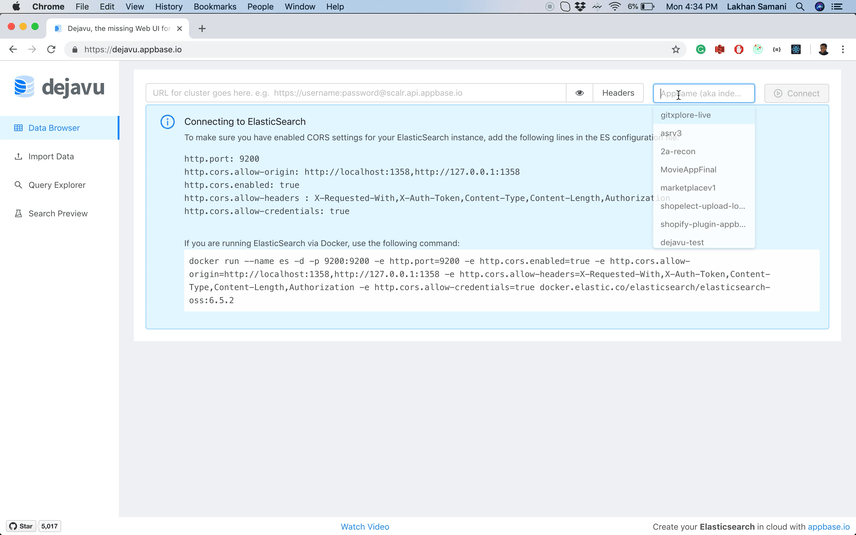 Chrome File Edit View History Bookmarks People Window Help 6% Mon 4:34 PM Lakhan Samani
Dejavu, the missing Web UI fo
https://dejavu.appbase.io
dejavu
Data Browser
Import Data
Query Explorer
Search Preview
URL for cluster goes here. e.g. https://username:password@scalr.api.appbase.io
Headers
Appname (aka inde...
Connect
gitxplore-live
asrv3
2a-recon
MovieAppFinal
marketplacev1
shopelect-upload-lo...
shopify-plugin-appb...
dejavu-test
Connecting to ElasticSearch
To make sure you have enabled CORS settings for your ElasticSearch instance, add the following lines in the ES configuration
http.port: 9200
http.cors.allow-origin: http://localhost:1358,http://127.0.0.1:1358
http.cors.enabled: true
http.cors.allow-headers : X-Requested-With,X-Auth-Token,Content-Type,Content-Length,Authorization
http.cors.allow-credentials: true
If you are running ElasticSearch via Docker, use the following command:
docker run --name es -d -p 9200:9200 -e http.port=9200 -e http.cors.enabled=true -e http.cors.allow-
origin=http://localhost:1358,http://127.0.0.1:1358 -e http.cors.allow-headers=X-Requested-With,X-Auth-Token,Content-
Type,Content-Length,Authorization -e http.cors.allow-credentials=true docker.elastic.co/elasticsearch/elasticsearch-
oss:6.5.2
Star 5,017
Watch Video
Create your Elasticsearch in cloud with appbase.io